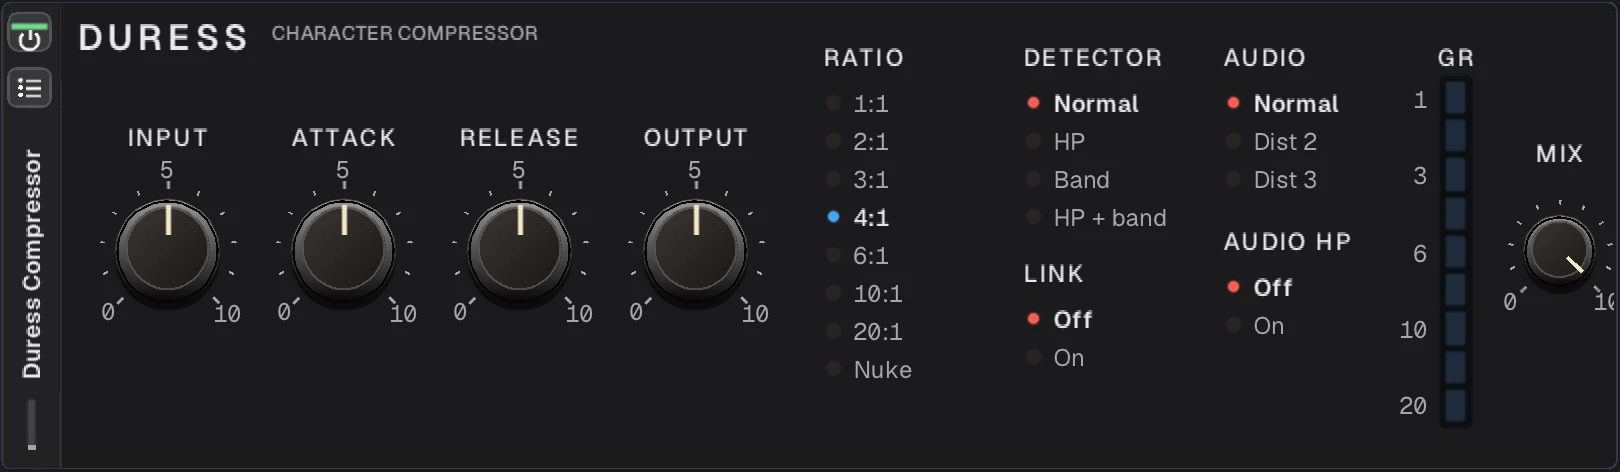 DURESS
CHARACTER COMPRESSOR
Duress Compressor
INPUT
5
0
10
ATTACK
5
0
10
RELEASE
5
0
10
OUTPUT
5
0
10
RATIO
1:1
2:1
3:1
4:1
6:1
10:1
20:1
Nuke
DETECTOR
Normal
HP
Band
HP + band
LINK
Off
On
AUDIO
Normal
Dist 2
Dist 3
AUDIO HP
Off
On
GR
1
3
6
10
20
MIX
0
10